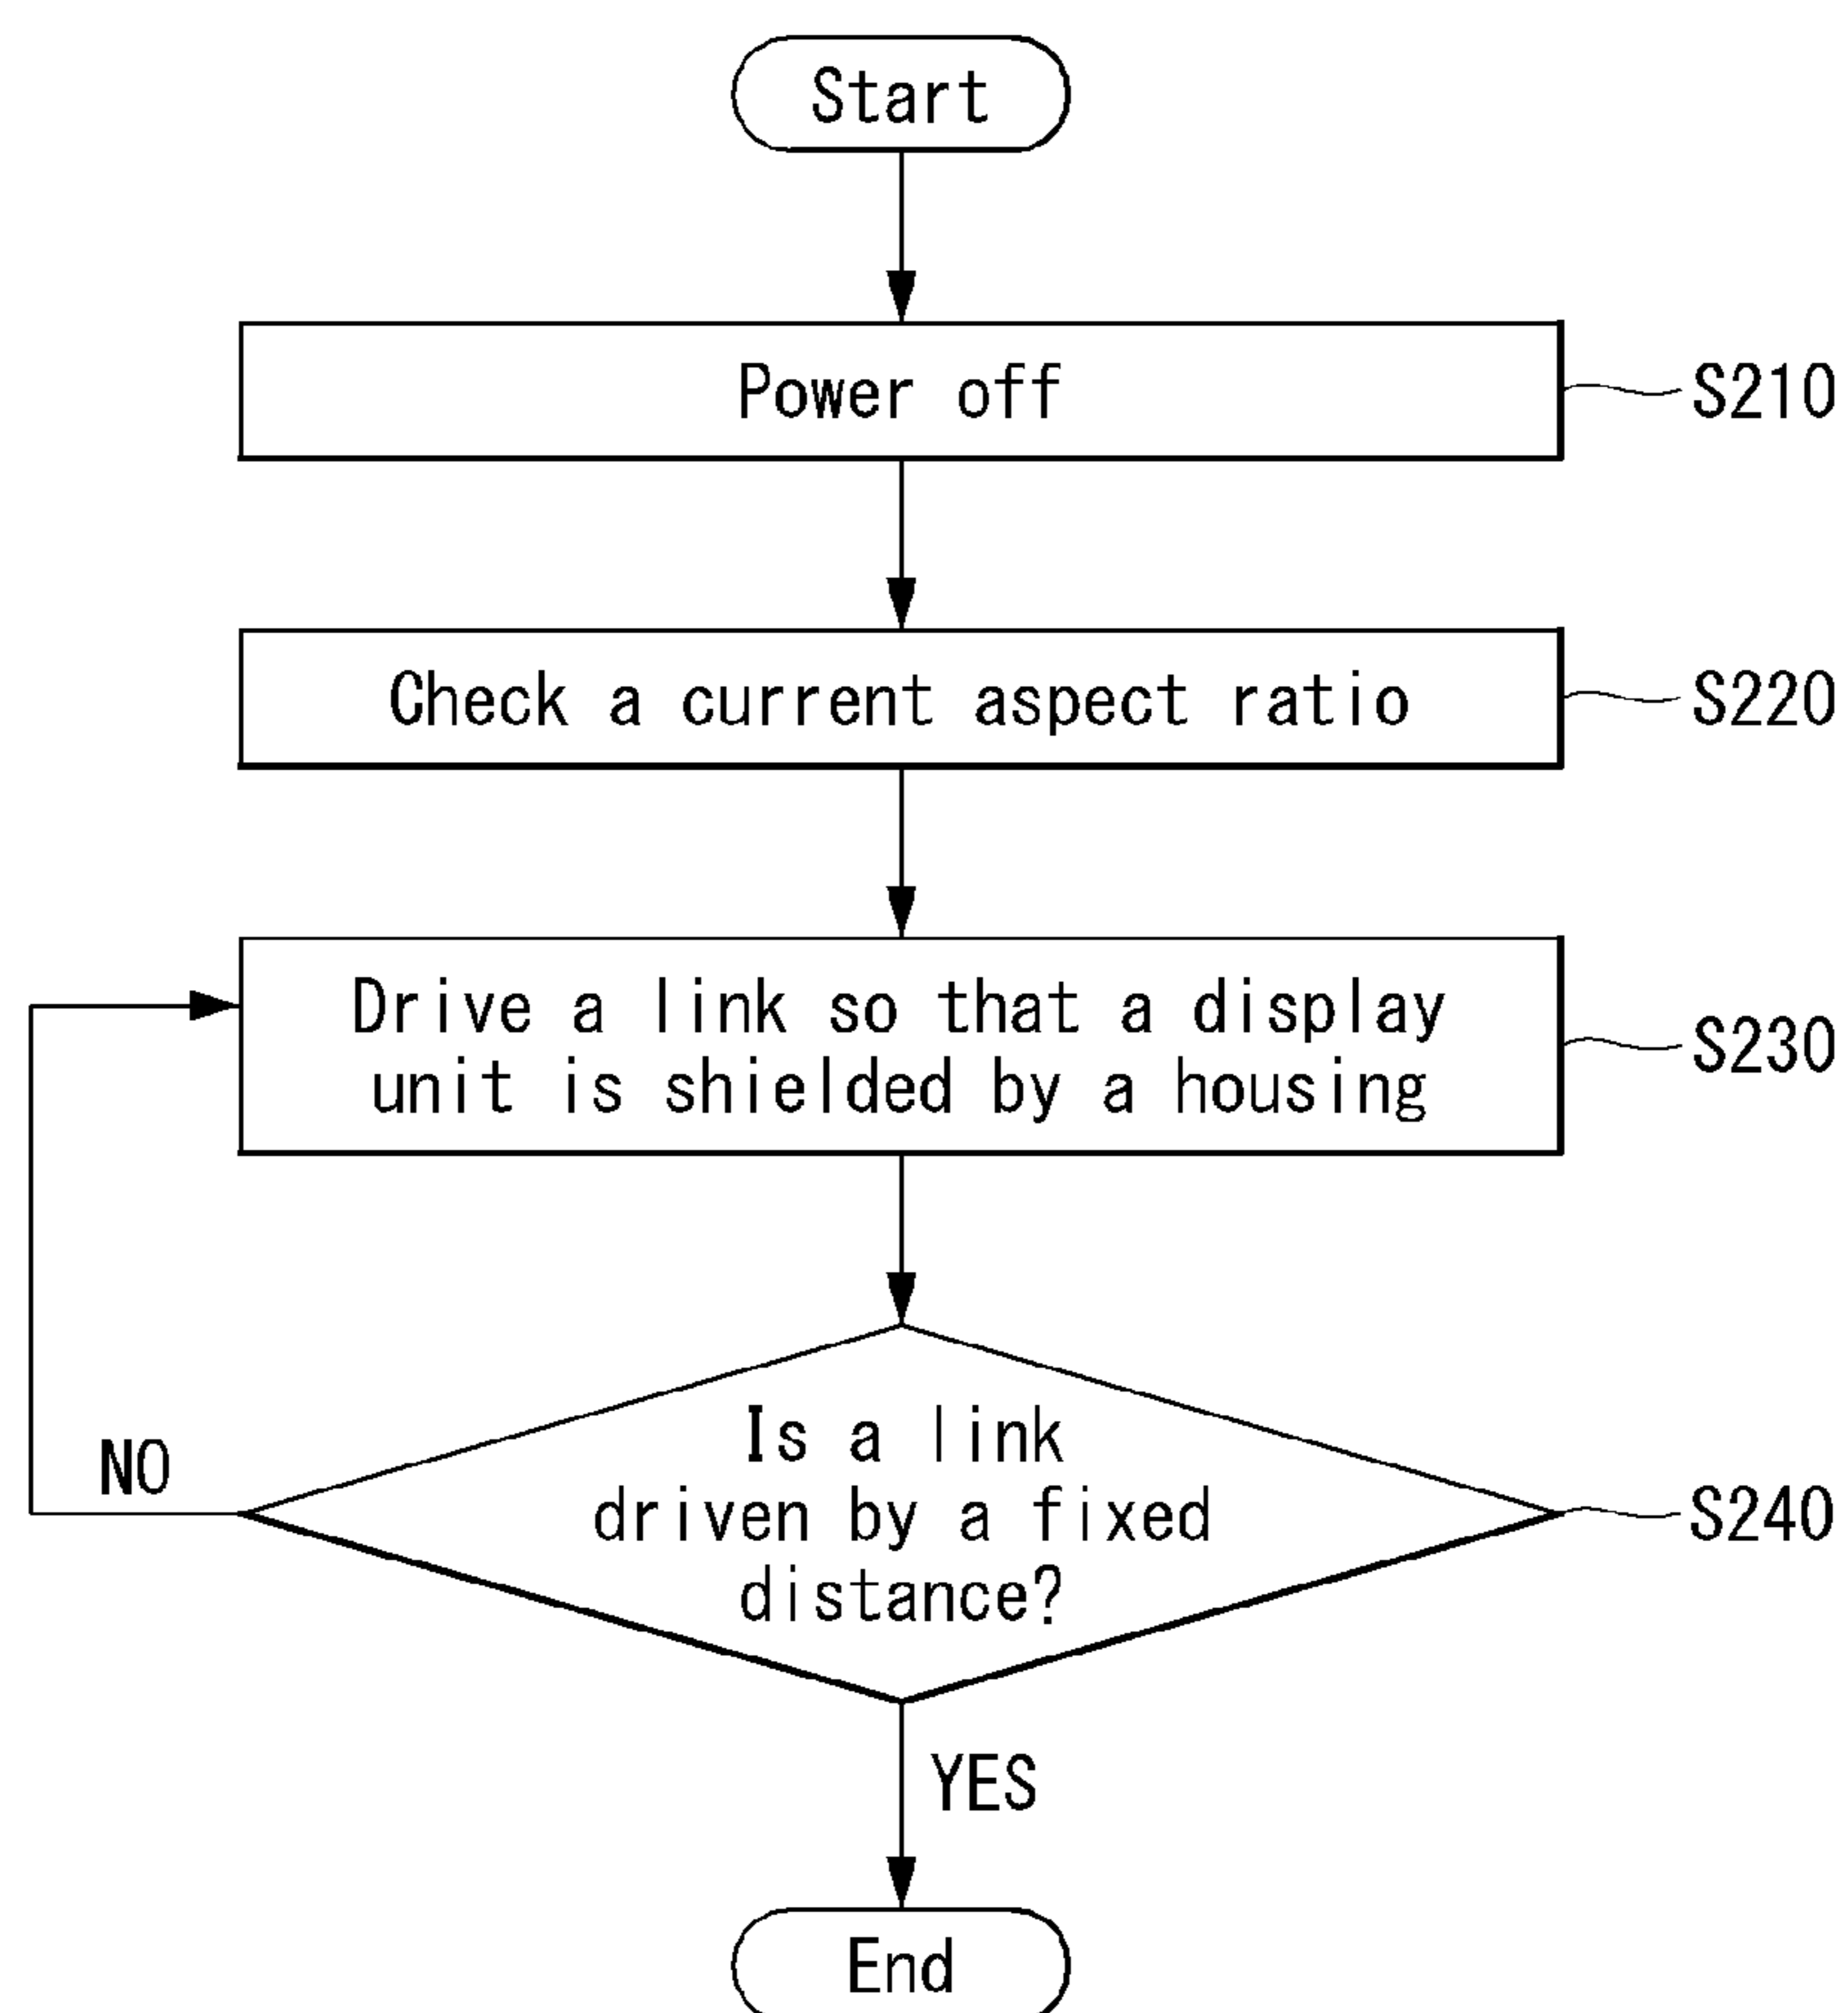 Start
Power off
S210
Check a current aspect ratio
S220
Drive a link so that a display
unit is shielded by a housing
S230
Is a link
driven by a fixed
distance?
S240
NO
YES
End